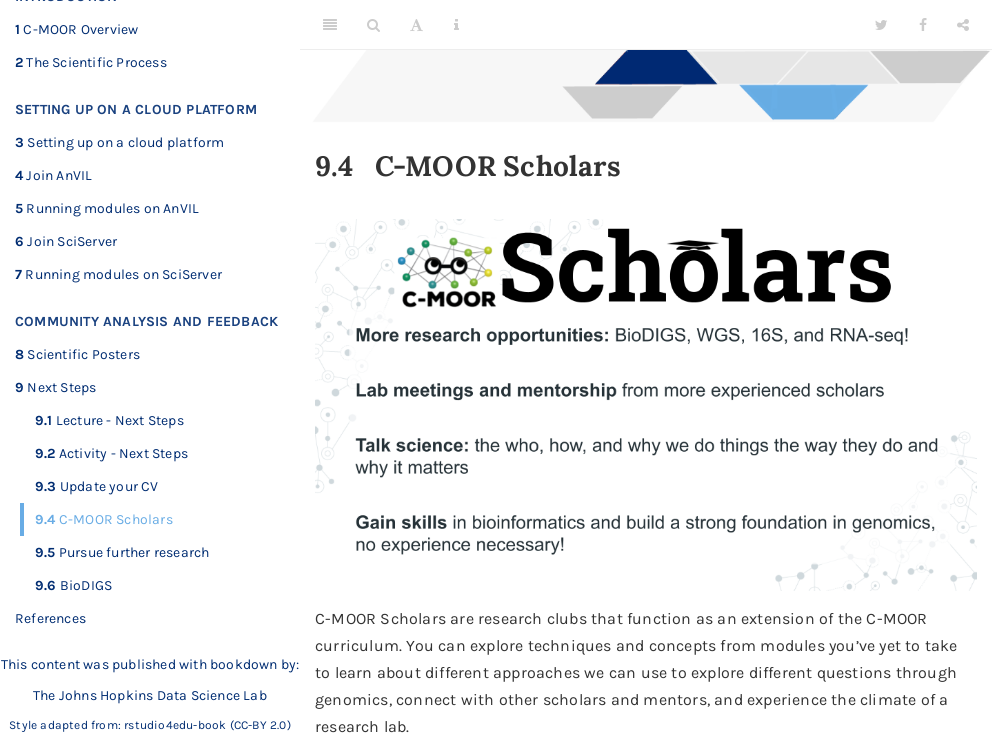 1 C-MOOR Overview
2 The Scientific Process
SETTING UP ON A CLOUD PLATFORM
3 Setting up on a cloud platform
4 Join AnVIL
5 Running modules on AnVIL
6 Join SciServer
7 Running modules on SciServer
COMMUNITY ANALYSIS AND FEEDBACK
8 Scientific Posters
9 Next Steps
9.1 Lecture - Next Steps
9.2 Activity - Next Steps
9.3 Update your CV
9.4 C-MOOR Scholars
9.5 Pursue further research
9.6 BioDIGS
References
This content was published with bookdown by:
The Johns Hopkins Data Science Lab
Style adapted from: rstudio4edu-book (CC-BY 2.0)
9.4 C-MOOR Scholars
C-MOOR Scholars
More research opportunities: BioDIGS, WGS, 16S, and RNA-seq!
Lab meetings and mentorship from more experienced scholars
Talk science: the who, how, and why we do things the way they do and
why it matters
Gain skills in bioinformatics and build a strong foundation in genomics,
no experience necessary!
C-MOOR Scholars are research clubs that function as an extension of the C-MOOR
curriculum. You can explore techniques and concepts from modules you've yet to take
to learn about different approaches we can use to explore different questions through
genomics, connect with other scholars and mentors, and experience the climate of a
research lab.